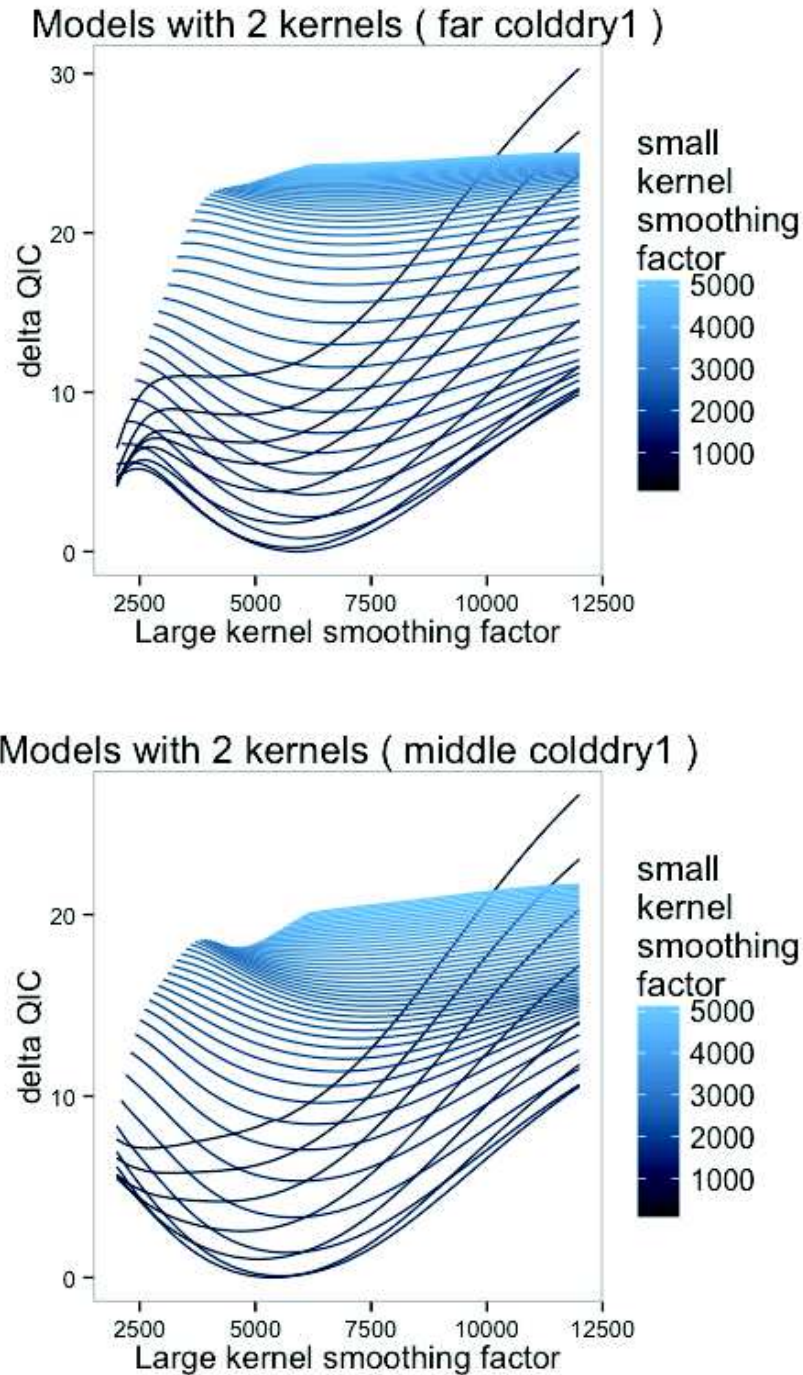 Models with 2 kernels ( far colddry1 )
30
20
10
0
delta QIC
2500 5000 7500 10000 12500
Large kernel smoothing factor
small
kernel
smoothing
factor
5000
4000
3000
2000
1000
Models with 2 kernels ( middle colddry1 )
20
10
0
delta QIC
2500 5000 7500 10000 12500
Large kernel smoothing factor
small
kernel
smoothing
factor
5000
4000
3000
2000
1000